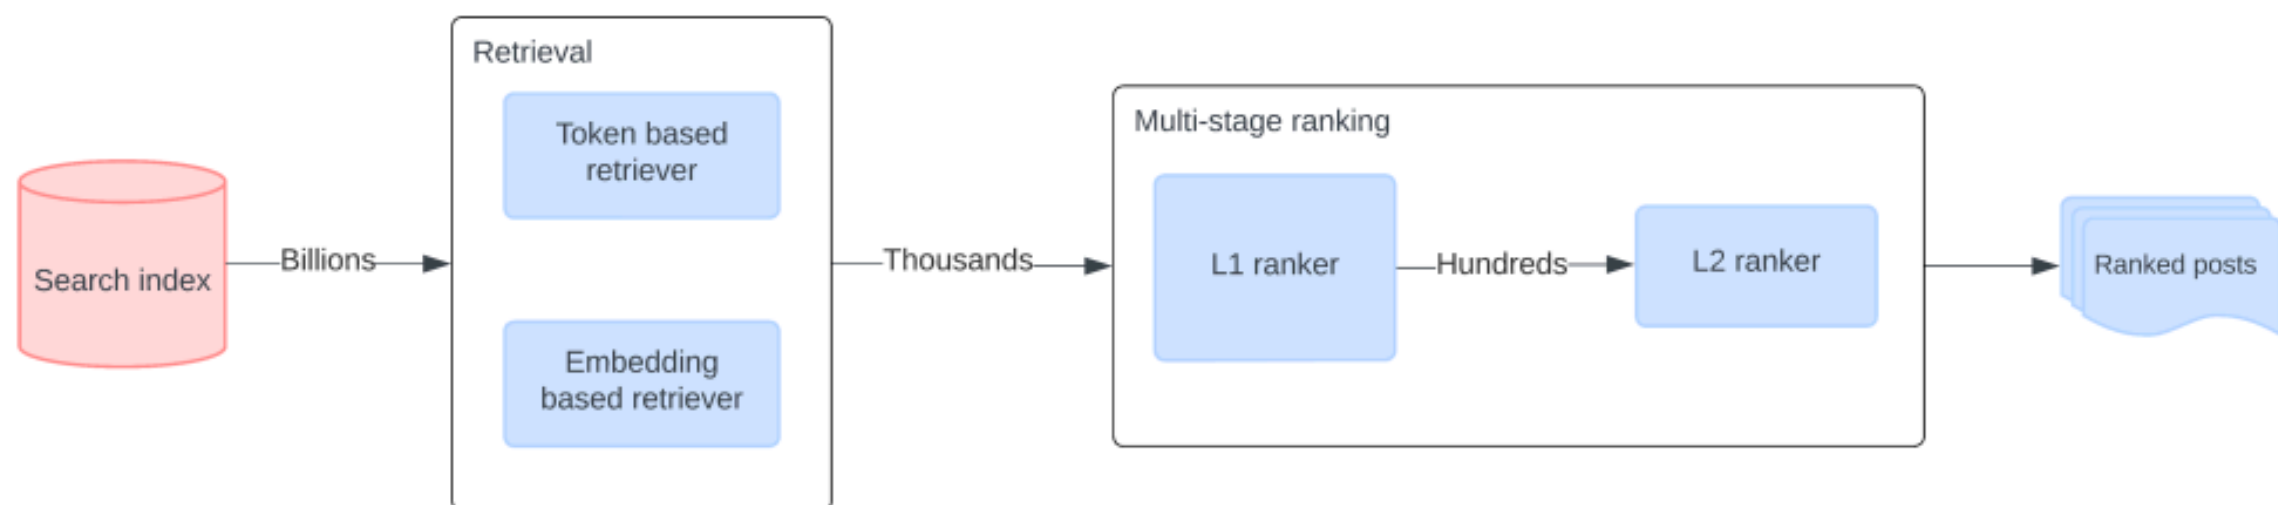 Retrieval
Token based
retriever
Embedding
based retriever
Search index
Billions
Thousands
Multi-stage ranking
L1 ranker
Hundreds
L2 ranker
Ranked posts